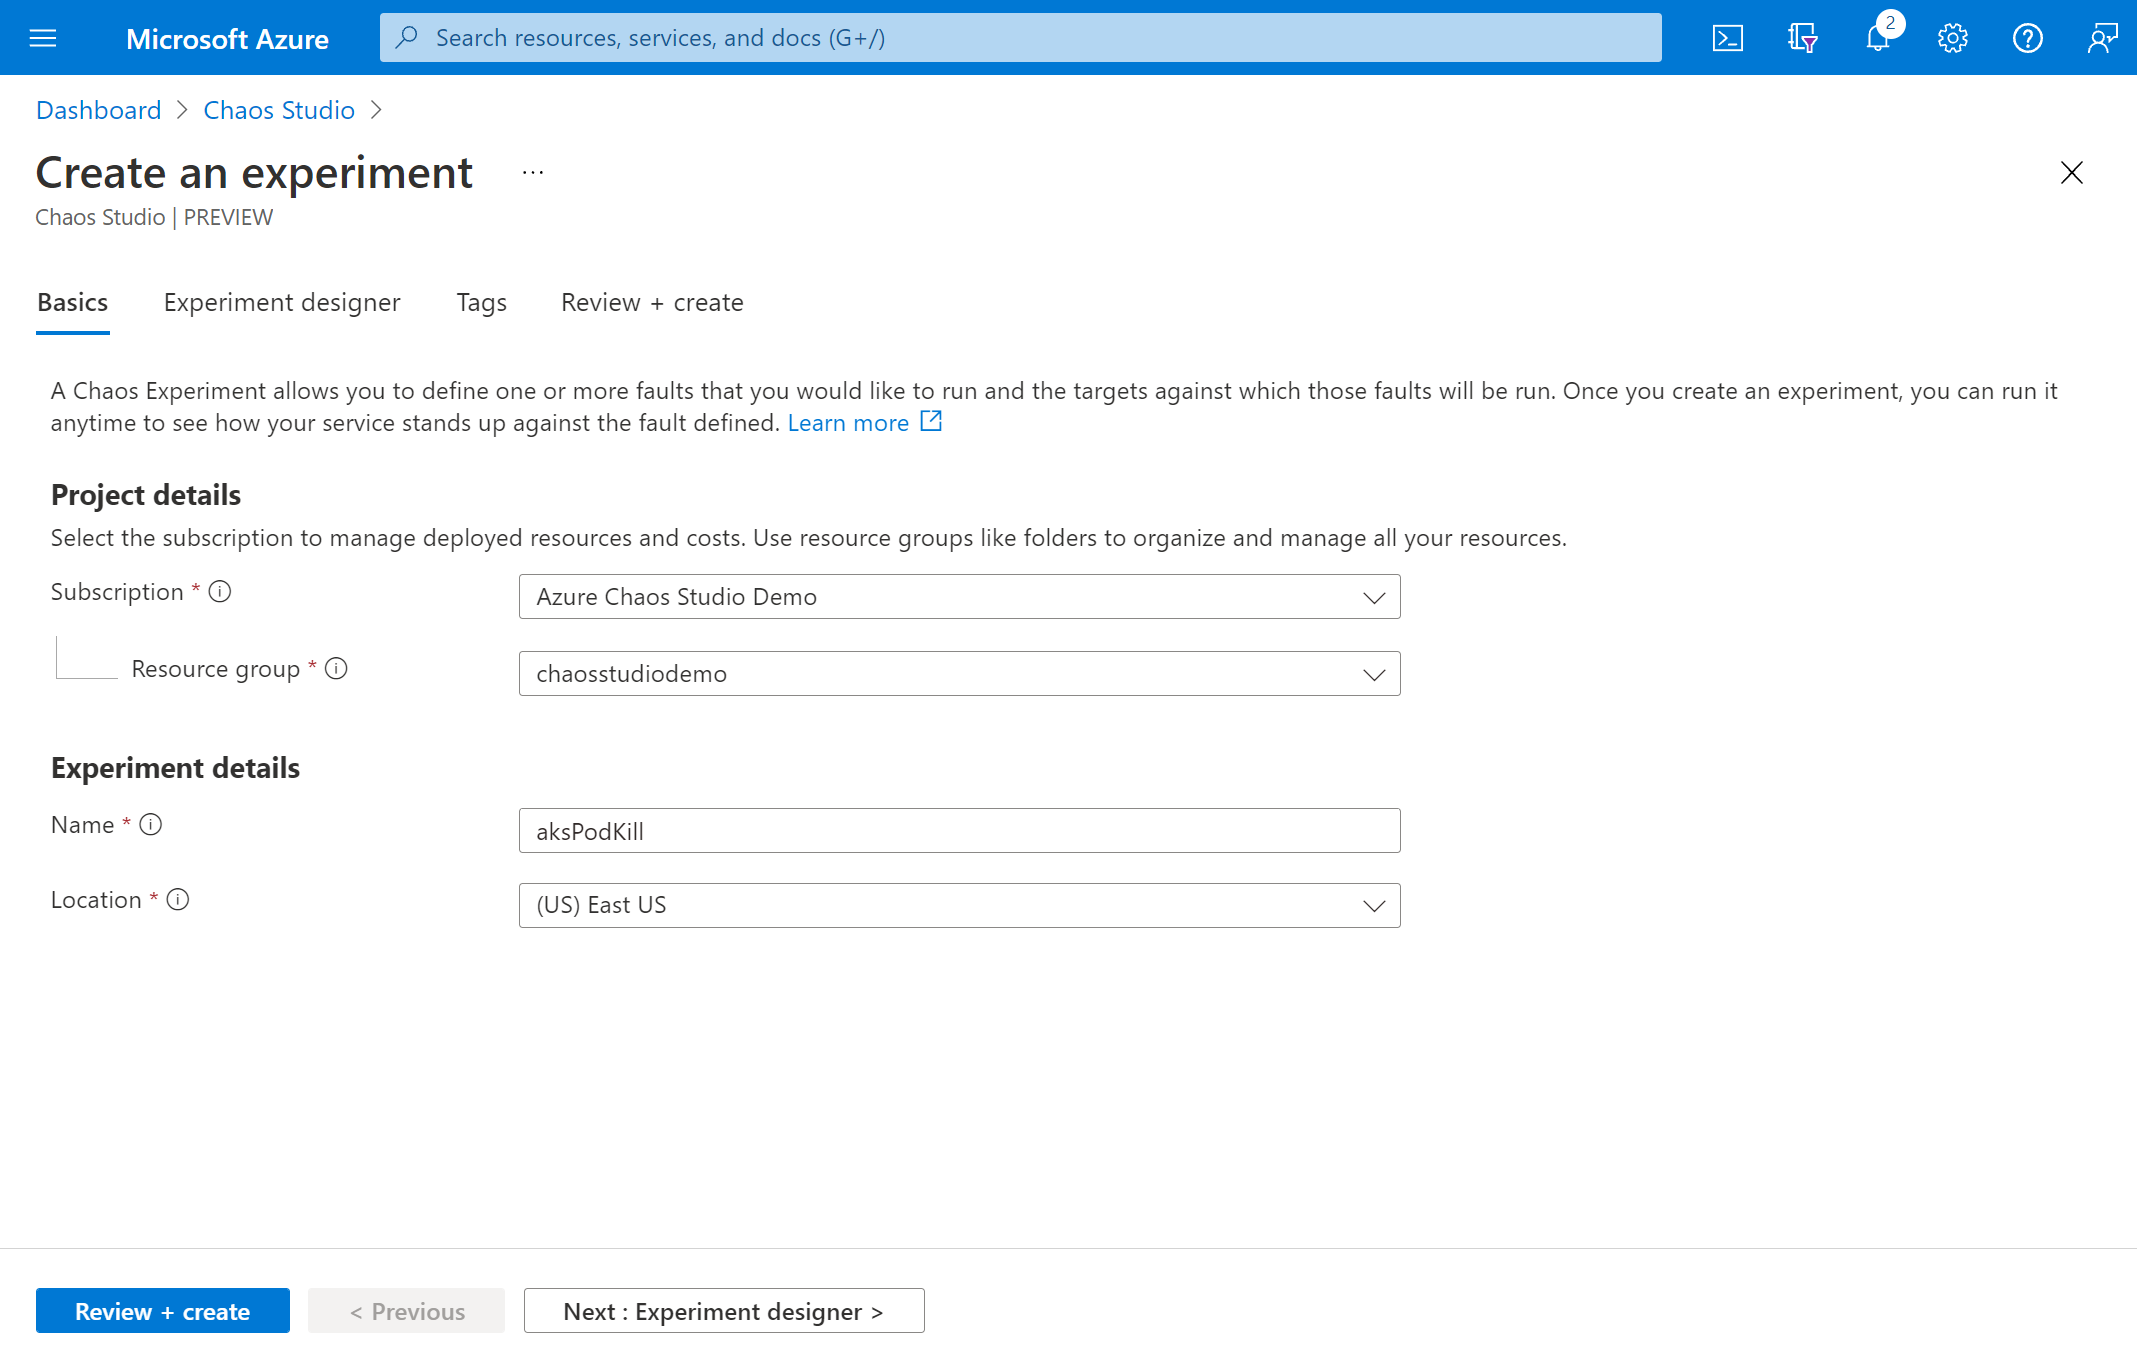 Microsoft Azure
Search resources, services, and docs (G+/)
2
Dashboard > Chaos Studio >
Create an experiment ...
Chaos Studio | PREVIEW
Basics Experiment designer Tags Review + create
A Chaos Experiment allows you to define one or more faults that you would like to run and the targets against which those faults will be run. Once you create an experiment, you can run it
anytime to see how your service stands up against the fault defined. Learn more
Project details
Select the subscription to manage deployed resources and costs. Use resource groups like folders to organize and manage all your resources.
Subscription *
Azure Chaos Studio Demo
Resource group *
chaosstudiodemo
Experiment details
Name *
aksPodKill
Location *
(US) East US
Review + create
< Previous
Next : Experiment designer >